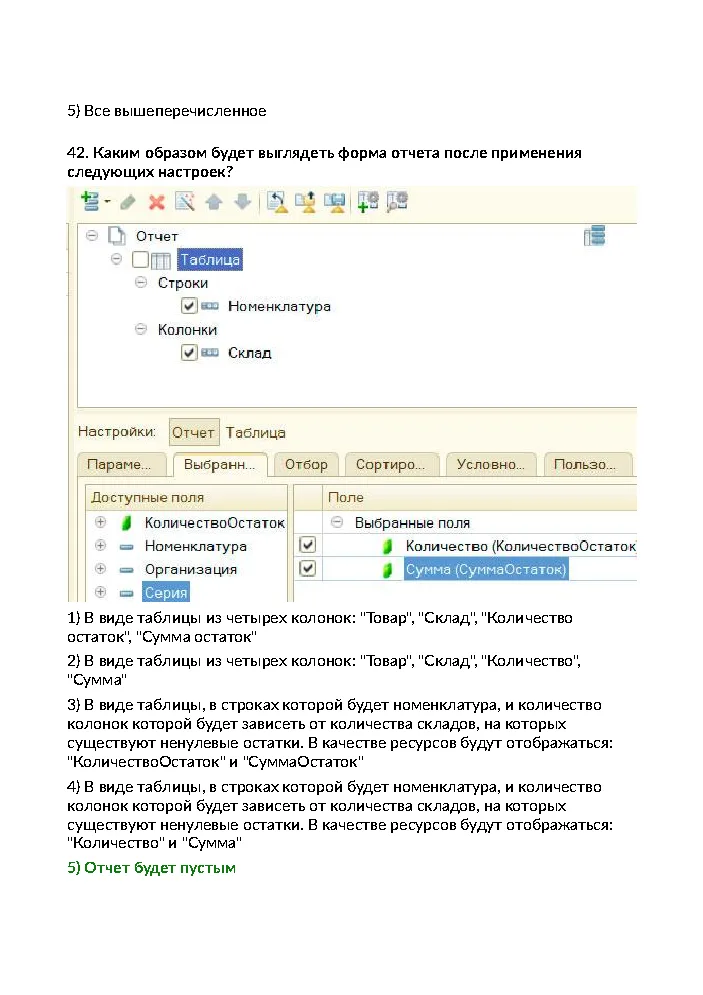 5) Все вышеперечисленное
42. Каким образом будет выглядеть форма отчета после применения
следующих настроек?
Отчет
Таблица
Строки
Номенклатура
Колонки
Склад
Настройки: Отчет Таблица
Параме... Выбранн... Отбор Сортиро... Условно... Пользо...
Доступные поля Поле
КоличествоОстаток Выбранные поля
Номенклатура Количество (КоличествоОстаток
Организация Сумма (СуммаОстаток)
Серия
1) В виде таблицы из четырех колонок: "Товар", "Склад", "Количество
остаток", "Сумма остаток"
2) В виде таблицы из четырех колонок: "Товар", "Склад", "Количество",
"Сумма"
3) В виде таблицы, в строках которой будет номенклатура, и количество
колонок которой будет зависеть от количества складов, на которых
существуют ненулевые остатки. В качестве ресурсов будут отображаться:
"КоличествоОстаток" и "СуммаОстаток"
4) В виде таблицы, в строках которой будет номенклатура, и количество
колонок которой будет зависеть от количества складов, на которых
существуют ненулевые остатки. В качестве ресурсов будут отображаться:
"Количество" и "Сумма"
5) Отчет будет пустым